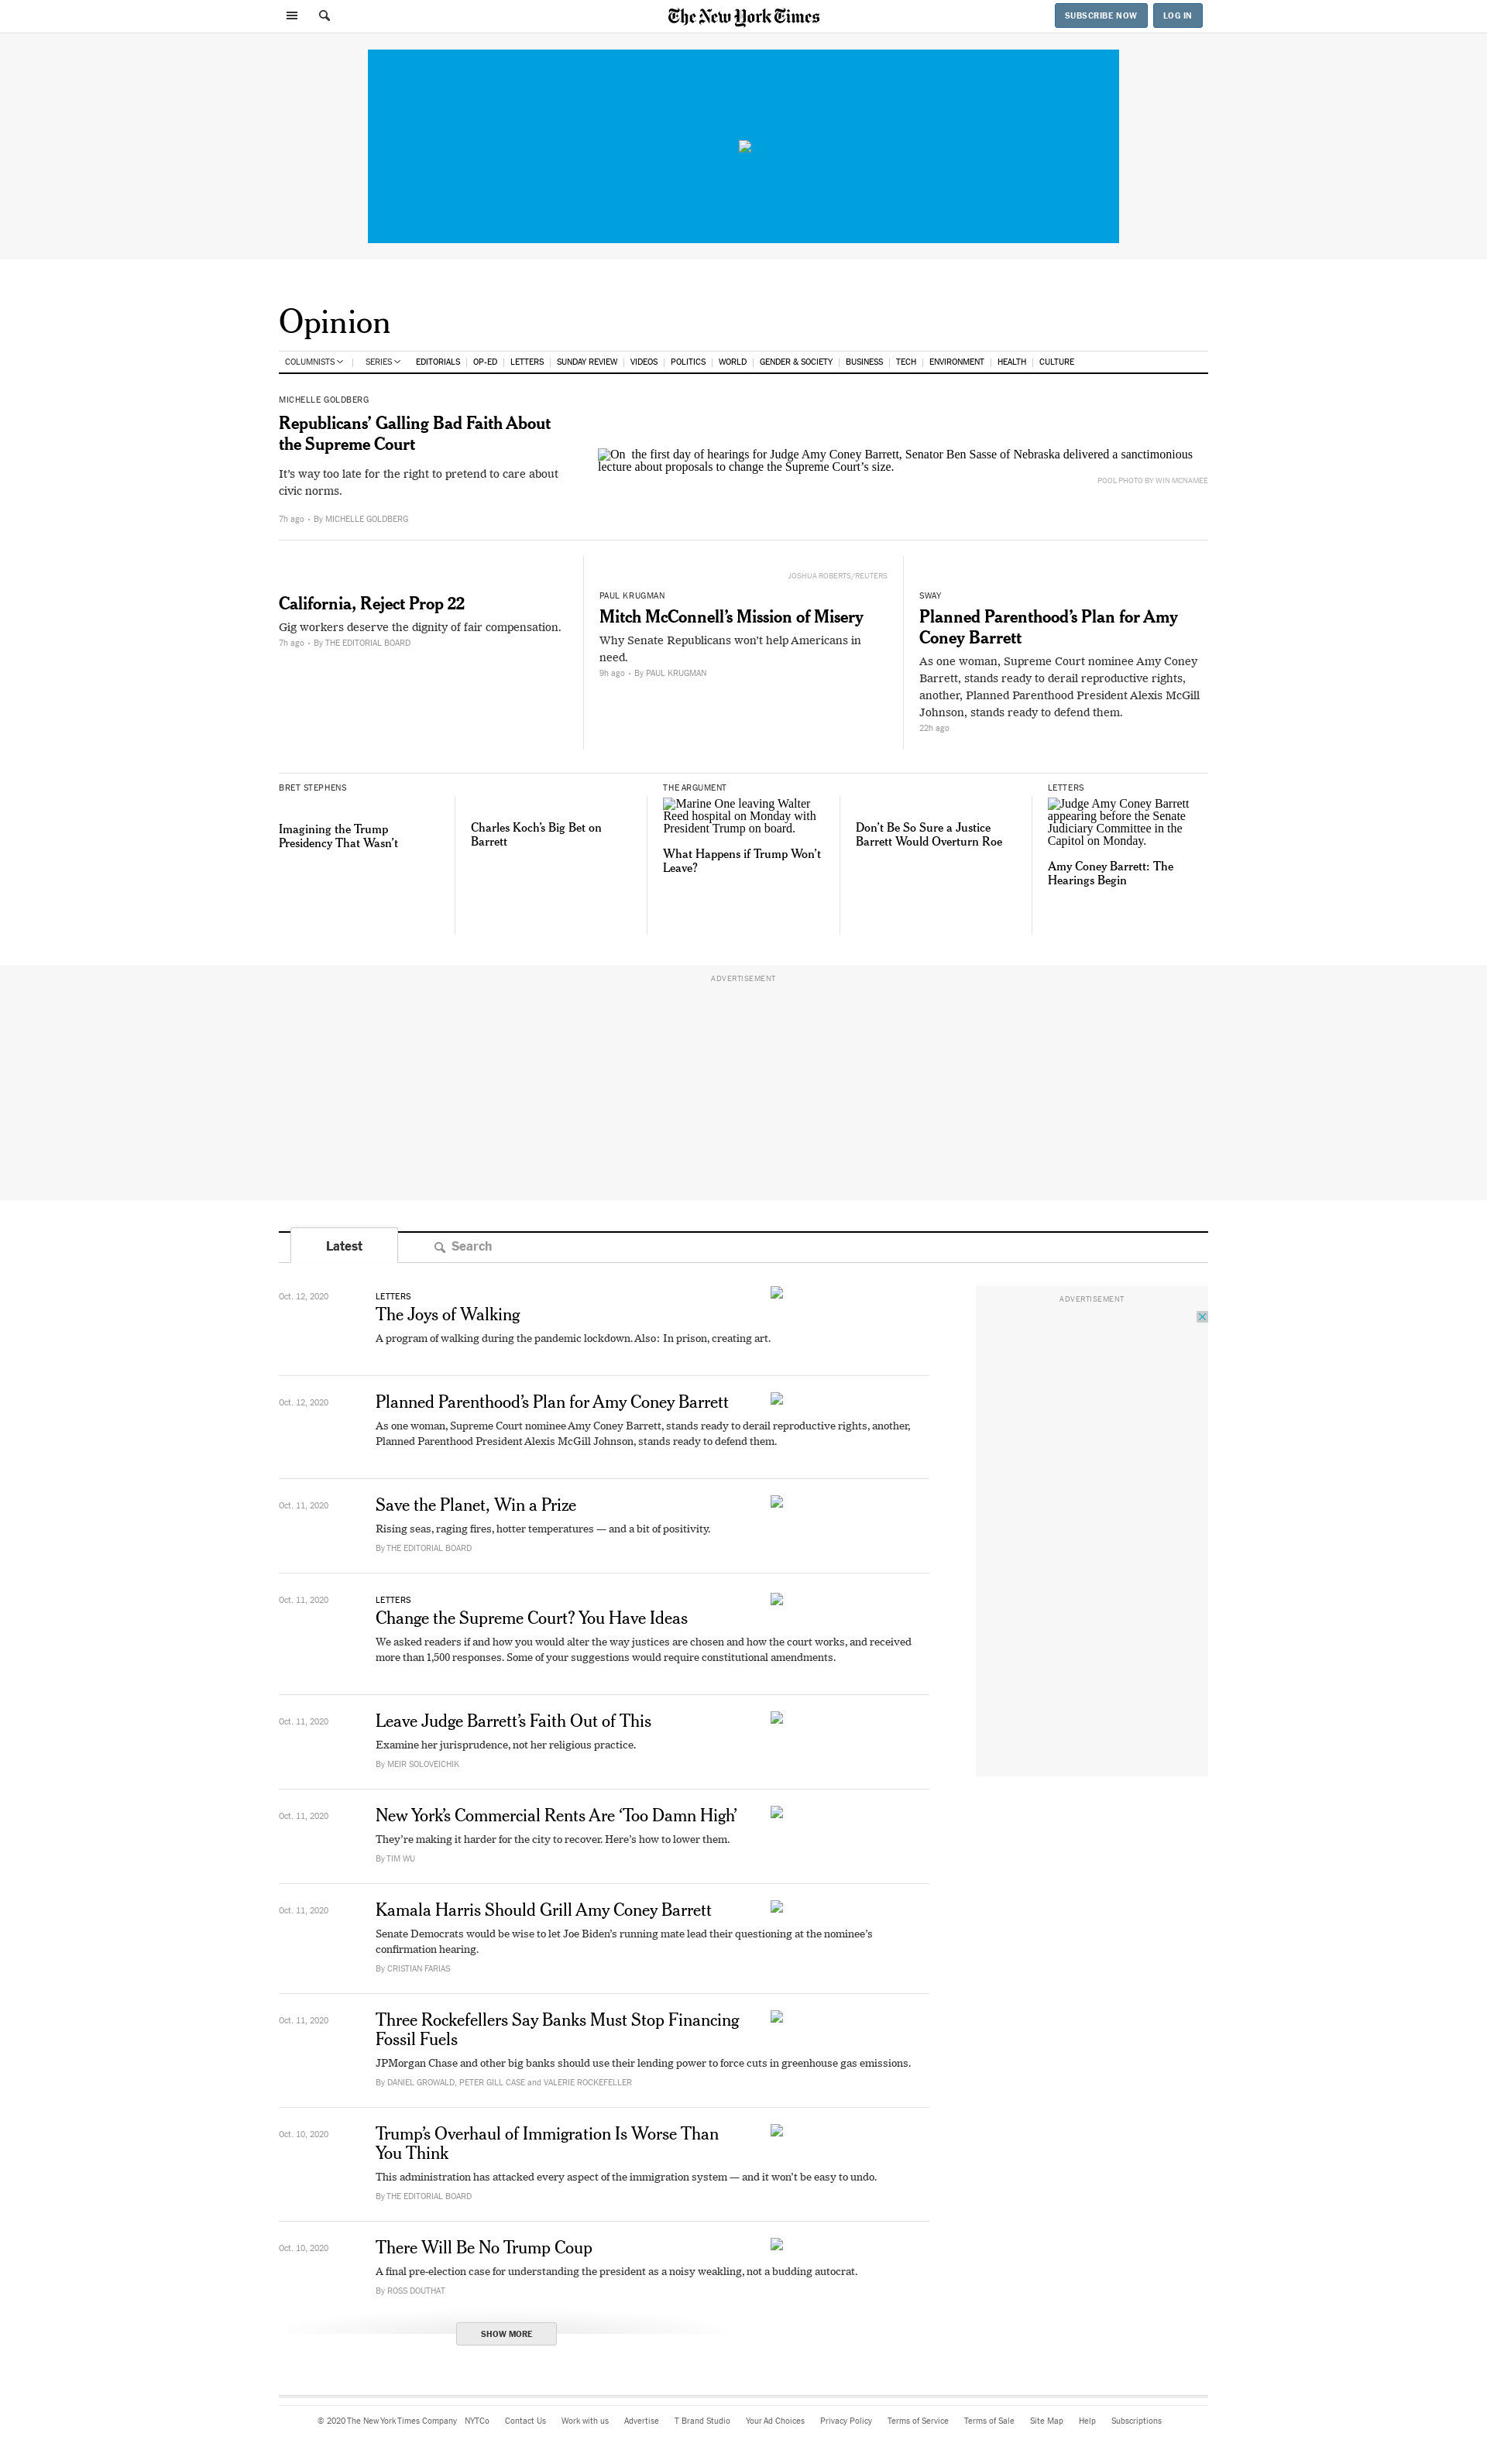 The New York Times
SUBSCRIBE NOW
LOG IN
Opinion
COLUMNISTS | SERIES EDITORIALS | OP-ED | LETTERS | SUNDAY REVIEW | VIDEOS | POLITICS | WORLD | GENDER & SOCIETY | BUSINESS | TECH | ENVIRONMENT | HEALTH | CULTURE
MICHELLE GOLDBERG
Republicans’ Galling Bad Faith About
the Supreme Court
It’s way too late for the right to pretend to care about
civic norms.
7h ago • By MICHELLE GOLDBERG
On the first day of hearings for Judge Amy Coney Barrett, Senator Ben Sasse of Nebraska delivered a sanctimonious
lecture about proposals to change the Supreme Court’s size.
POOL PHOTO BY WIN MCNAMEE
California, Reject Prop 22
Gig workers deserve the dignity of fair compensation.
7h ago • By THE EDITORIAL BOARD
JOSHUA ROBERTS/REUTERS
PAUL KRUGMAN
Mitch McConnell’s Mission of Misery
Why Senate Republicans won’t help Americans in
need.
9h ago • By PAUL KRUGMAN
SWAY
Planned Parenthood’s Plan for Amy
Coney Barrett
As one woman, Supreme Court nominee Amy Coney
Barrett, stands ready to derail reproductive rights,
another, Planned Parenthood President Alexis McGill
Johnson, stands ready to defend them.
22h ago
BRET STEPHENS
Imagining the Trump
Presidency That Wasn’t
Charles Koch’s Big Bet on
Barrett
THE ARGUMENT
Marine One leaving Walter
Reed hospital on Monday with
President Trump on board.
What Happens if Trump Won’t
Leave?
Don’t Be So Sure a Justice
Barrett Would Overturn Roe
LETTERS
Judge Amy Coney Barrett
appearing before the Senate
Judiciary Committee in the
Capitol on Monday.
Amy Coney Barrett: The
Hearings Begin
ADVERTISEMENT
Latest
Search
ADVERTISEMENT
Oct. 12, 2020
LETTERS
The Joys of Walking
A program of walking during the pandemic lockdown. Also: In prison, creating art.
Oct. 12, 2020
Planned Parenthood’s Plan for Amy Coney Barrett
As one woman, Supreme Court nominee Amy Coney Barrett, stands ready to derail reproductive rights, another,
Planned Parenthood President Alexis McGill Johnson, stands ready to defend them.
Oct. 11, 2020
Save the Planet, Win a Prize
Rising seas, raging fires, hotter temperatures — and a bit of positivity.
By THE EDITORIAL BOARD
Oct. 11, 2020
LETTERS
Change the Supreme Court? You Have Ideas
We asked readers if and how you would alter the way justices are chosen and how the court works, and received
more than 1,500 responses. Some of your suggestions would require constitutional amendments.
Oct. 11, 2020
Leave Judge Barrett’s Faith Out of This
Examine her jurisprudence, not her religious practice.
By MEIR SOLOVEICHIK
Oct. 11, 2020
New York’s Commercial Rents Are ‘Too Damn High’
They’re making it harder for the city to recover. Here’s how to lower them.
By TIM WU
Oct. 11, 2020
Kamala Harris Should Grill Amy Coney Barrett
Senate Democrats would be wise to let Joe Biden’s running mate lead their questioning at the nominee’s
confirmation hearing.
By CRISTIAN FARIAS
Oct. 11, 2020
Three Rockefellers Say Banks Must Stop Financing
Fossil Fuels
JPMorgan Chase and other big banks should use their lending power to force cuts in greenhouse gas emissions.
By DANIEL GROWALD, PETER GILL CASE and VALERIE ROCKEFELLER
Oct. 10, 2020
Trump’s Overhaul of Immigration Is Worse Than
You Think
This administration has attacked every aspect of the immigration system — and it won’t be easy to undo.
By THE EDITORIAL BOARD
Oct. 10, 2020
There Will Be No Trump Coup
A final pre-election case for understanding the president as a noisy weakling, not a budding autocrat.
By ROSS DOUTHAT
SHOW MORE
© 2020 The New York Times Company NYTCo Contact Us Work with us Advertise T Brand Studio Your Ad Choices Privacy Policy Terms of Service Terms of Sale Site Map Help Subscriptions